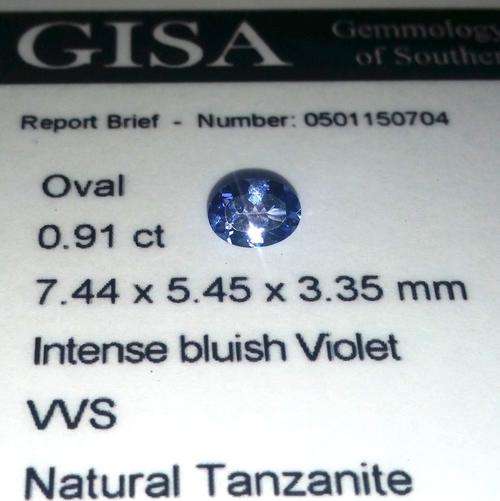 GISA
Gemmology
of Souther
Report Brief - Number: 0501150704
Oval
0.91 ct
7.44 x 5.45 x 3.35 mm
Intense bluish Violet
VVS
Natural Tanzanite